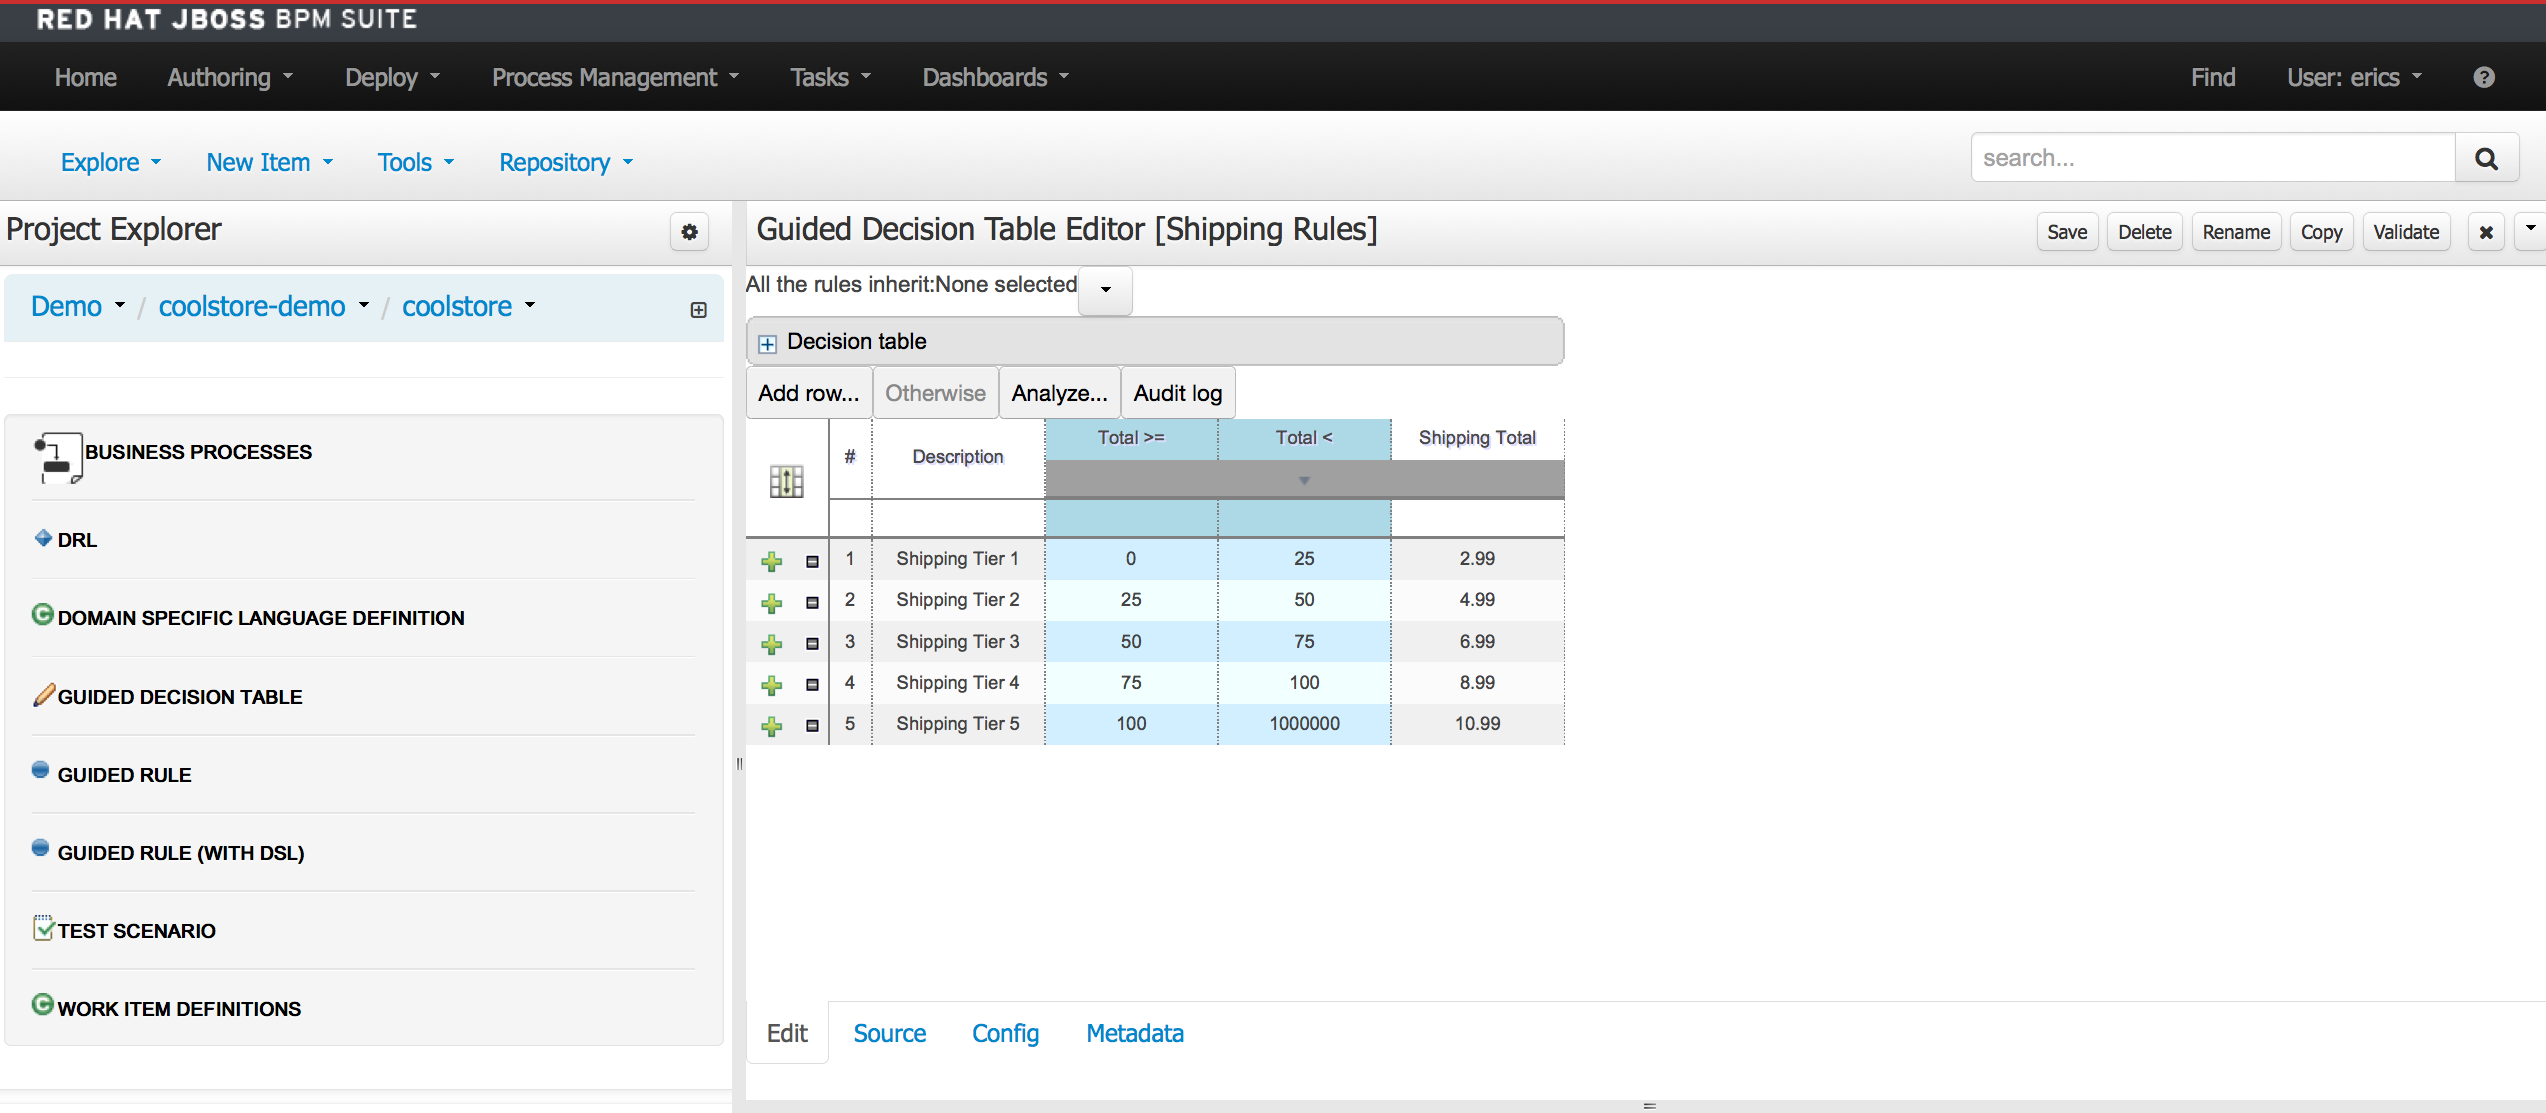 RED HAT JBOSS BPM SUITE
Home Authoring Deploy Process Management Tasks Dashboards Find User: erics
Explore New Item Tools Repository search...
Project Explorer
Demo / coolstore-demo / coolstore
BUSINESS PROCESSES
DRL
DOMAIN SPECIFIC LANGUAGE DEFINITION
GUIDED DECISION TABLE
GUIDED RULE
GUIDED RULE (WITH DSL)
TEST SCENARIO
WORK ITEM DEFINITIONS
Guided Decision Table Editor [Shipping Rules] Save Delete Rename Copy Validate
All the rules inherit:None selected
Decision table
Add row... Otherwise Analyze... Audit log
# Description Total >= Total < Shipping Total
1 Shipping Tier 1 0 25 2.99
2 Shipping Tier 2 25 50 4.99
3 Shipping Tier 3 50 75 6.99
4 Shipping Tier 4 75 100 8.99
5 Shipping Tier 5 100 1000000 10.99
Edit Source Config Metadata